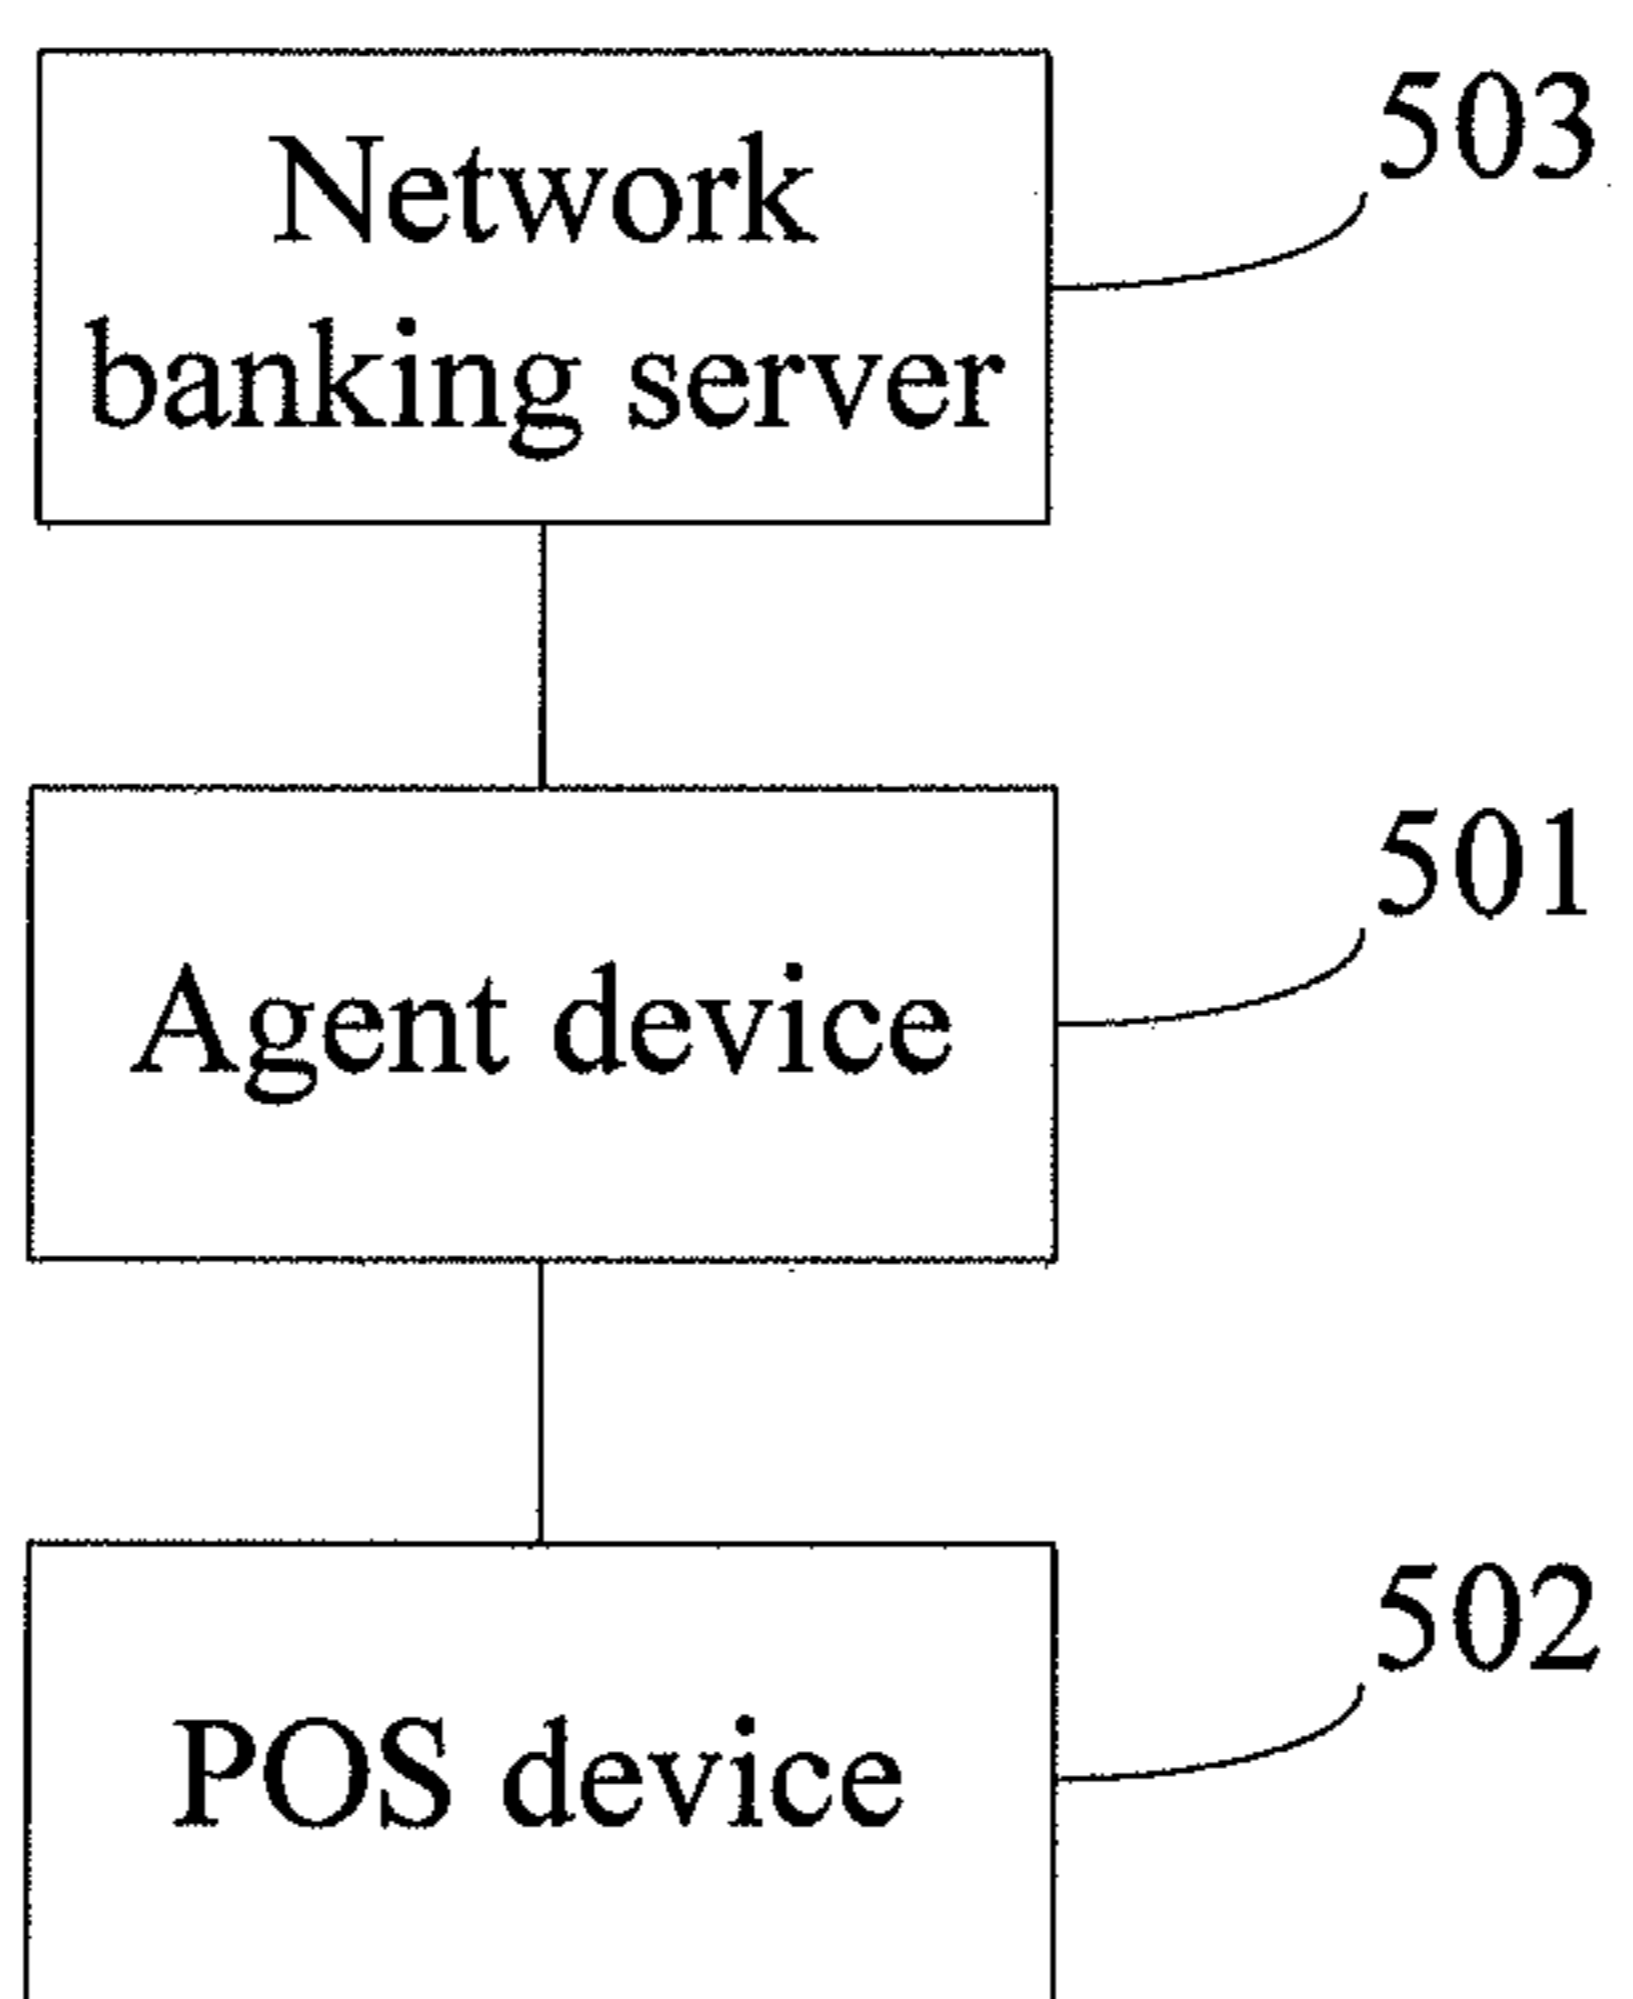 503
Network
banking server
501
Agent device
502
POS device